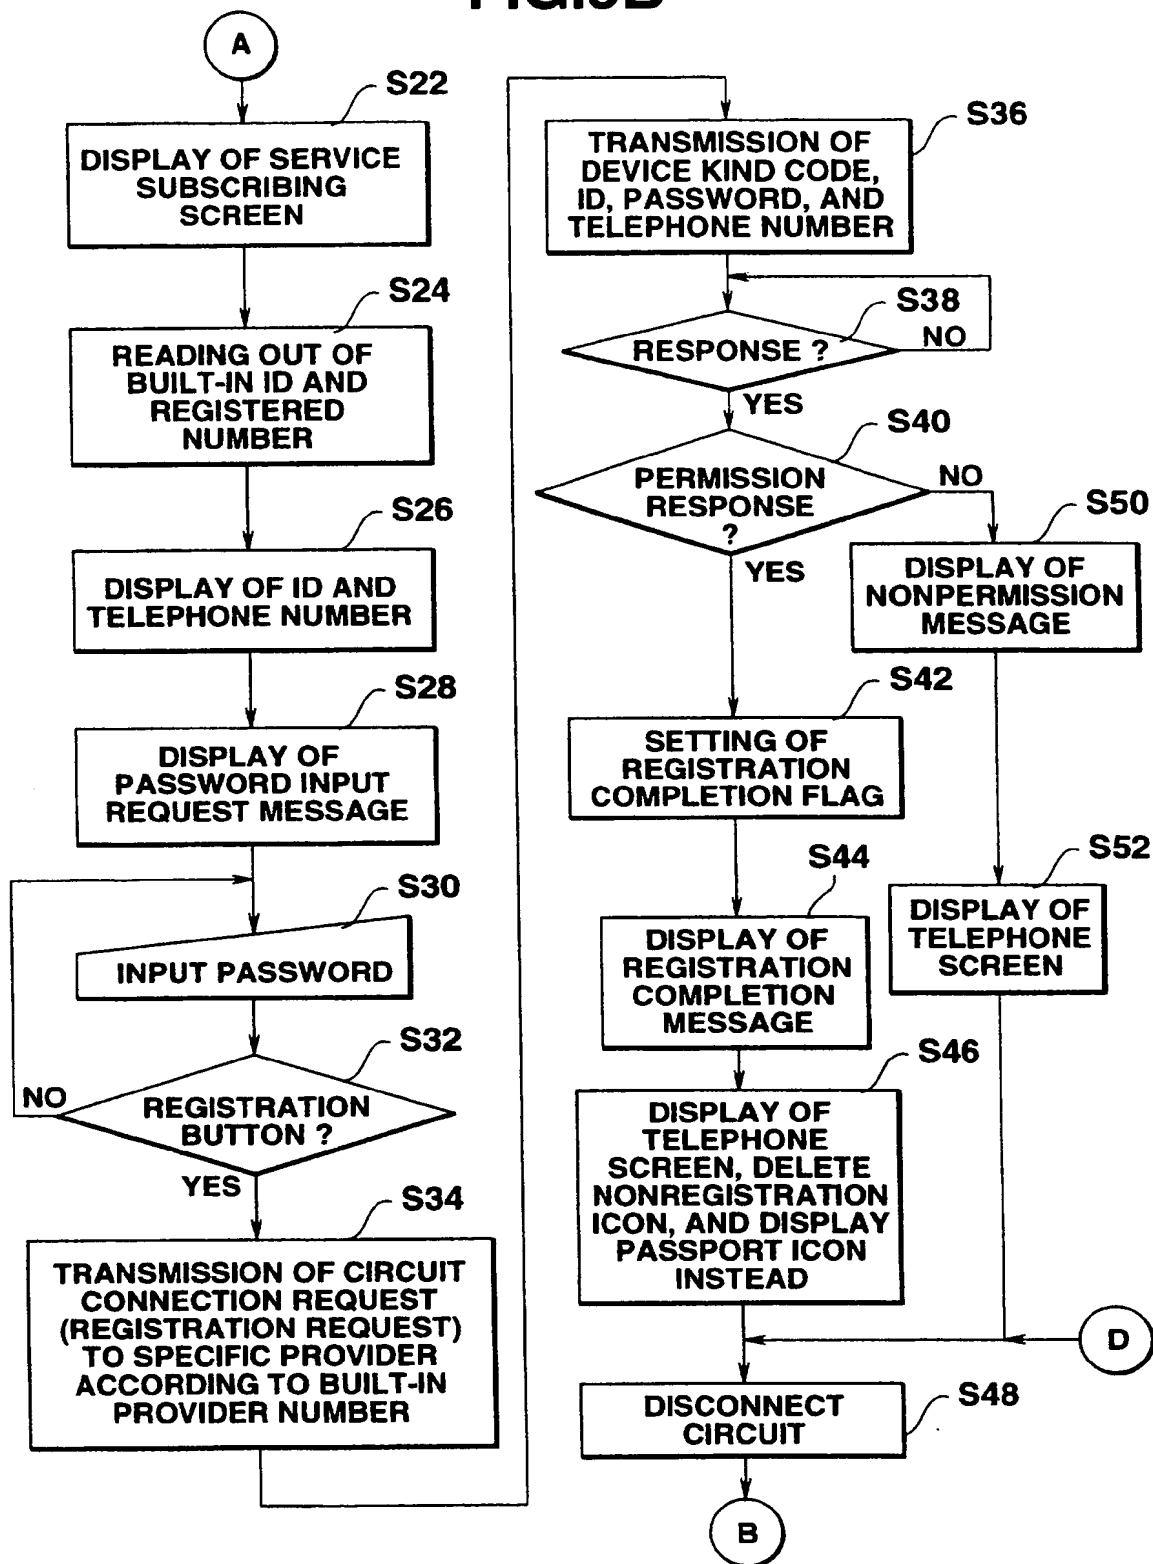 A
S22
DISPLAY OF SERVICE
SUBSCRIBING
SCREEN
S24
READING OUT OF
BUILT-IN ID AND
REGISTERED
NUMBER
S26
DISPLAY OF ID AND
TELEPHONE NUMBER
S28
DISPLAY OF
PASSWORD INPUT
REQUEST MESSAGE
S30
INPUT PASSWORD
S32
NO
REGISTRATION
BUTTON ?
YES
S34
TRANSMISSION OF CIRCUIT
CONNECTION REQUEST
(REGISTRATION REQUEST)
TO SPECIFIC PROVIDER
ACCORDING TO BUILT-IN
PROVIDER NUMBER
S36
TRANSMISSION OF
DEVICE KIND CODE,
ID, PASSWORD, AND
TELEPHONE NUMBER
S38
RESPONSE ?
NO
YES
S40
PERMISSION
RESPONSE
?
NO
YES
S50
DISPLAY OF
NONPERMISSION
MESSAGE
S42
SETTING OF
REGISTRATION
COMPLETION FLAG
S44
DISPLAY OF
REGISTRATION
COMPLETION
MESSAGE
S52
DISPLAY OF
TELEPHONE
SCREEN
S46
DISPLAY OF
TELEPHONE
SCREEN, DELETE
NONREGISTRATION
ICON, AND DISPLAY
PASSPORT ICON
INSTEAD
D
S48
DISCONNECT
CIRCUIT
B